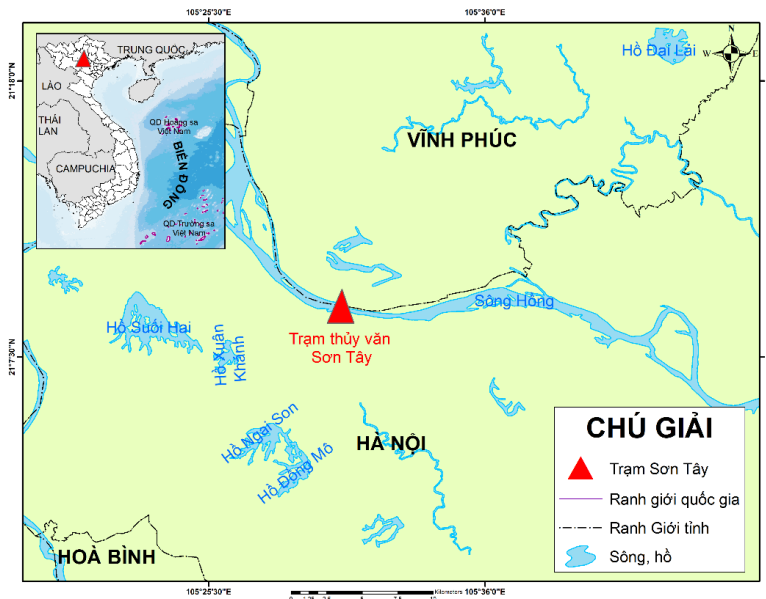 105°25'30"E
105°36'0"E
21°18'0"N
21°7'30"N
TRUNG QUỐC
LÀO
THÁI
LAN
CAMPUCHIA
QĐ Hoàng sa
Việt Nam
BIỂN ĐÔNG
QĐ-Trường sa
Việt Nam
N
W
E
S
Hồ Đại Lải
VĨNH PHÚC
Sông Hồng
Trạm thủy văn
Sơn Tây
Hồ Suối Hai
Hồ Xuân
Khanh
Hồ Ngai Son
Hồ Đồng Mô
HÀ NỘI
HOÀ BÌNH
CHÚ GIẢI
Trạm Sơn Tây
Ranh giới quốc gia
Ranh Giới tỉnh
Sông, hồ
105°25'30"E
105°36'0"E
Kilometers